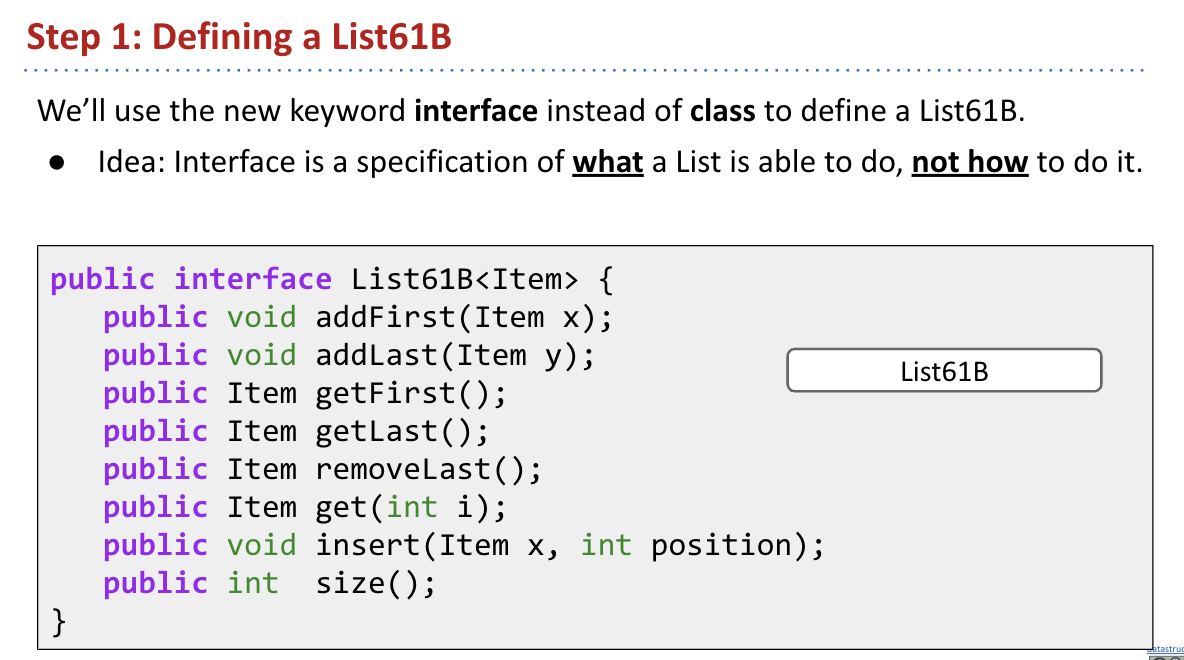 Step 1: Defining a List61B
We’ll use the new keyword interface instead of class to define a List61B.
● Idea: Interface is a specification of what a List is able to do, not how to do it.
public interface List61B<Item> {
public void addFirst(Item x);
public void addLast(Item y);
public Item getFirst();
public Item getLast();
public Item removeLast();
public Item get(int i);
public void insert(Item x, int position);
public int size();
}
List61B